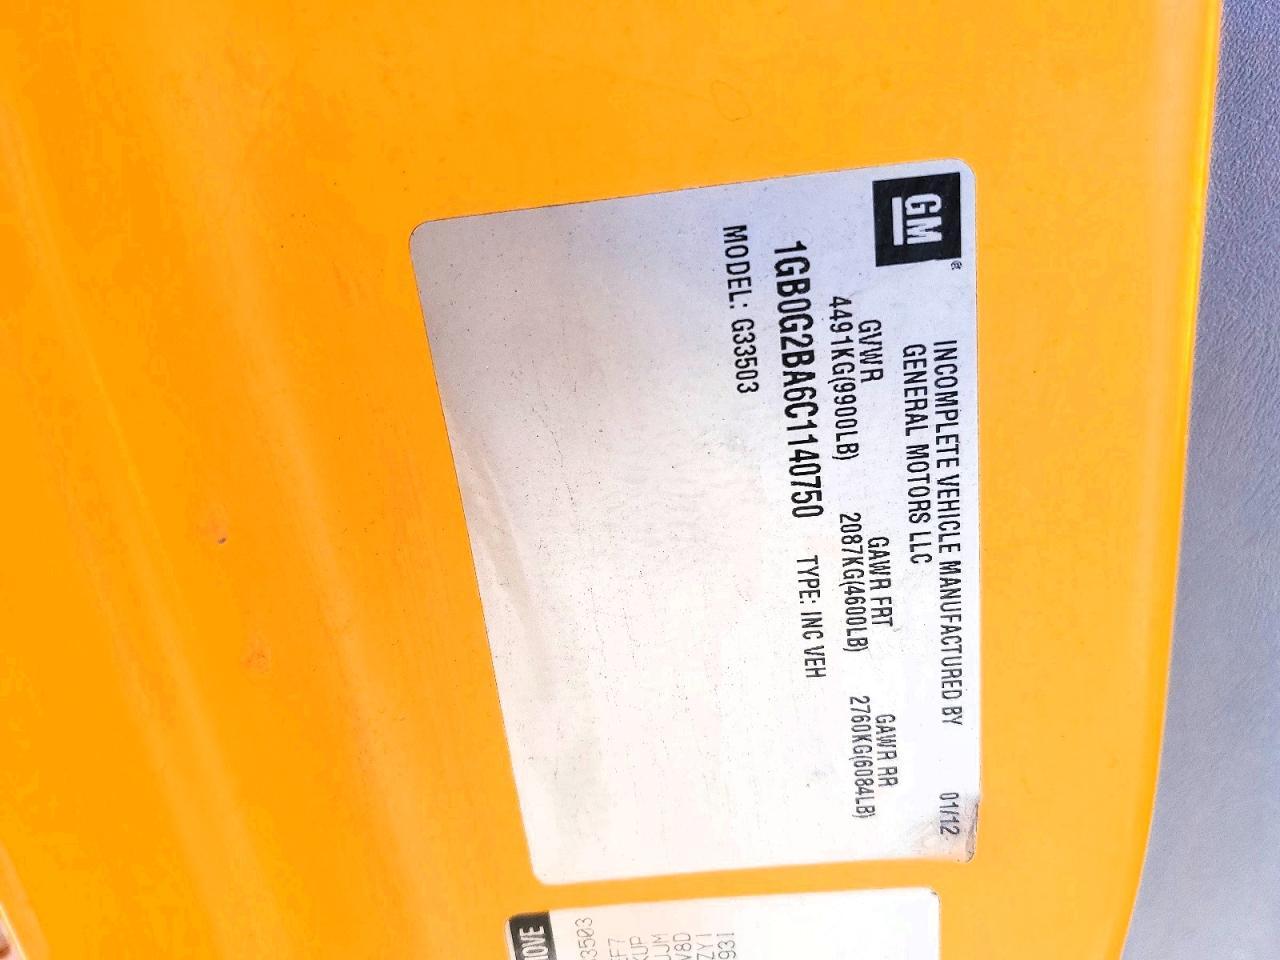 GM®
INCOMPLETE VEHICLE MANUFACTURED BY 01/12
GENERAL MOTORS LLC
GVWR GAWR FRT GAWR RR
4491KG(9900LB) 2087KG(4600LB) 2760KG(6084LB)
1GB0G2BA6C1140750 TYPE: INC VEH
MODEL: G33503